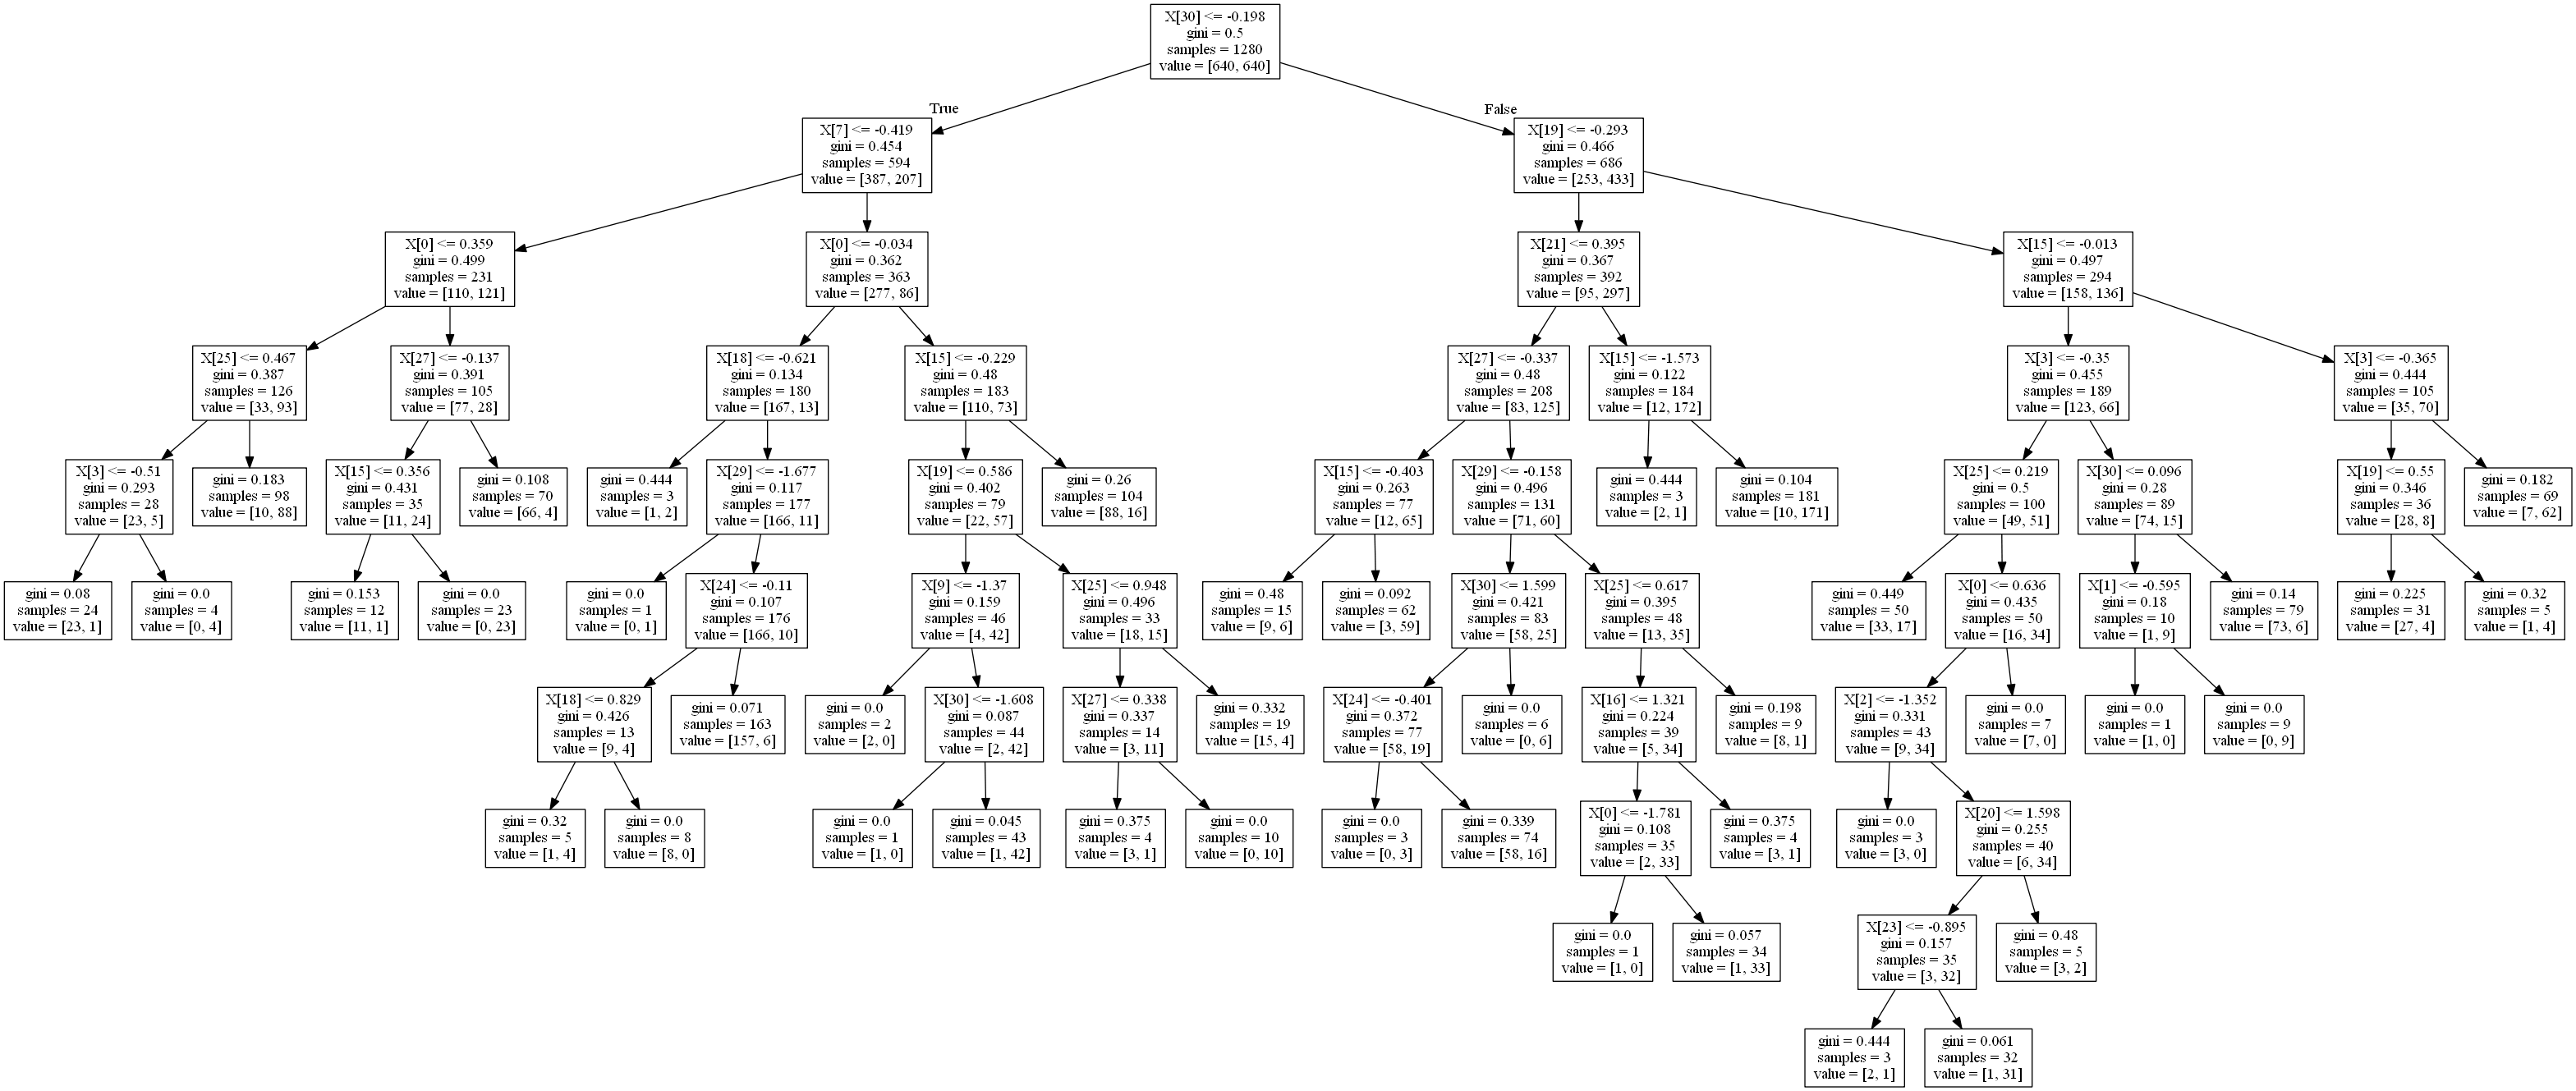 X[30] <= -0.198
gini = 0.5
samples = 1280
value = [640, 640]
True
False
X[7] <= -0.419
gini = 0.454
samples = 594
value = [387, 207]
X[19] <= -0.293
gini = 0.466
samples = 686
value = [253, 433]
X[0] <= 0.359
gini = 0.499
samples = 231
value = [110, 121]
X[0] <= -0.034
gini = 0.362
samples = 363
value = [277, 86]
X[21] <= 0.395
gini = 0.367
samples = 392
value = [95, 297]
X[15] <= -0.013
gini = 0.497
samples = 294
value = [158, 136]
X[25] <= 0.467
gini = 0.387
samples = 126
value = [33, 93]
X[27] <= -0.137
gini = 0.391
samples = 105
value = [77, 28]
X[18] <= -0.621
gini = 0.134
samples = 180
value = [167, 13]
X[15] <= -0.229
gini = 0.48
samples = 183
value = [110, 73]
X[27] <= -0.337
gini = 0.48
samples = 208
value = [83, 125]
X[15] <= -1.573
gini = 0.122
samples = 184
value = [12, 172]
X[3] <= -0.35
gini = 0.455
samples = 189
value = [123, 66]
X[3] <= -0.365
gini = 0.444
samples = 105
value = [35, 70]
X[3] <= -0.51
gini = 0.293
samples = 28
value = [23, 5]
gini = 0.183
samples = 98
value = [10, 88]
X[15] <= 0.356
gini = 0.431
samples = 35
value = [11, 24]
gini = 0.108
samples = 70
value = [66, 4]
gini = 0.444
samples = 3
value = [1, 2]
X[29] <= -1.677
gini = 0.117
samples = 177
value = [166, 11]
X[19] <= 0.586
gini = 0.402
samples = 79
value = [22, 57]
gini = 0.26
samples = 104
value = [88, 16]
X[15] <= -0.403
gini = 0.263
samples = 77
value = [12, 65]
X[29] <= -0.158
gini = 0.496
samples = 131
value = [71, 60]
gini = 0.444
samples = 3
value = [2, 1]
gini = 0.104
samples = 181
value = [10, 171]
X[25] <= 0.219
gini = 0.5
samples = 100
value = [49, 51]
X[30] <= 0.096
gini = 0.28
samples = 89
value = [74, 15]
X[19] <= 0.55
gini = 0.346
samples = 36
value = [28, 8]
gini = 0.182
samples = 69
value = [7, 62]
gini = 0.08
samples = 24
value = [23, 1]
gini = 0.0
samples = 4
value = [0, 4]
gini = 0.153
samples = 12
value = [11, 1]
gini = 0.0
samples = 23
value = [0, 23]
gini = 0.0
samples = 1
value = [0, 1]
X[24] <= -0.11
gini = 0.107
samples = 176
value = [166, 10]
X[9] <= -1.37
gini = 0.159
samples = 46
value = [4, 42]
X[25] <= 0.948
gini = 0.496
samples = 33
value = [18, 15]
gini = 0.48
samples = 15
value = [9, 6]
gini = 0.092
samples = 62
value = [3, 59]
X[30] <= 1.599
gini = 0.421
samples = 83
value = [58, 25]
X[25] <= 0.617
gini = 0.395
samples = 48
value = [13, 35]
gini = 0.449
samples = 50
value = [33, 17]
X[0] <= 0.636
gini = 0.435
samples = 50
value = [16, 34]
X[1] <= -0.595
gini = 0.18
samples = 10
value = [1, 9]
gini = 0.14
samples = 79
value = [73, 6]
gini = 0.225
samples = 31
value = [27, 4]
gini = 0.32
samples = 5
value = [1, 4]
X[18] <= 0.829
gini = 0.426
samples = 13
value = [9, 4]
gini = 0.071
samples = 163
value = [157, 6]
gini = 0.0
samples = 2
value = [2, 0]
X[30] <= -1.608
gini = 0.087
samples = 44
value = [2, 42]
X[27] <= 0.338
gini = 0.337
samples = 14
value = [3, 11]
gini = 0.332
samples = 19
value = [15, 4]
X[24] <= -0.401
gini = 0.372
samples = 77
value = [58, 19]
gini = 0.0
samples = 6
value = [0, 6]
X[16] <= 1.321
gini = 0.224
samples = 39
value = [5, 34]
gini = 0.198
samples = 9
value = [8, 1]
X[2] <= -1.352
gini = 0.331
samples = 43
value = [9, 34]
gini = 0.0
samples = 7
value = [7, 0]
gini = 0.0
samples = 1
value = [1, 0]
gini = 0.0
samples = 9
value = [0, 9]
gini = 0.32
samples = 5
value = [1, 4]
gini = 0.0
samples = 8
value = [8, 0]
gini = 0.0
samples = 1
value = [1, 0]
gini = 0.045
samples = 43
value = [1, 42]
gini = 0.375
samples = 4
value = [3, 1]
gini = 0.0
samples = 10
value = [0, 10]
gini = 0.0
samples = 3
value = [0, 3]
gini = 0.339
samples = 74
value = [58, 16]
X[0] <= -1.781
gini = 0.108
samples = 35
value = [2, 33]
gini = 0.375
samples = 4
value = [3, 1]
gini = 0.0
samples = 3
value = [3, 0]
X[20] <= 1.598
gini = 0.255
samples = 40
value = [6, 34]
gini = 0.0
samples = 1
value = [1, 0]
gini = 0.057
samples = 34
value = [1, 33]
X[23] <= -0.895
gini = 0.157
samples = 35
value = [3, 32]
gini = 0.48
samples = 5
value = [3, 2]
gini = 0.444
samples = 3
value = [2, 1]
gini = 0.061
samples = 32
value = [1, 31]